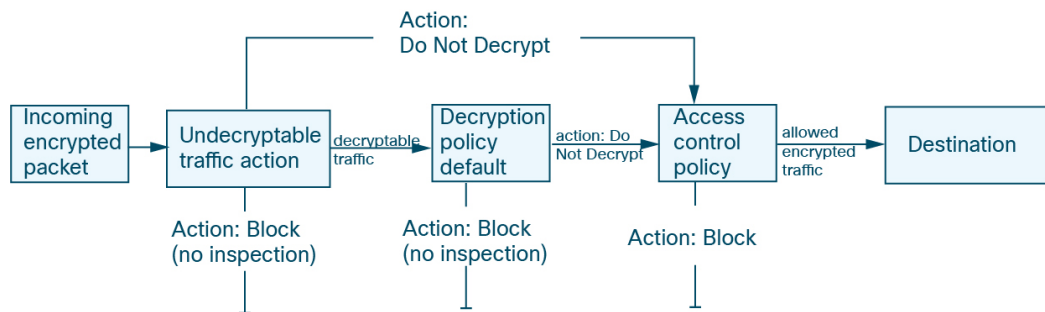 Action:
Do Not Decrypt
Incoming
encrypted
packet
Undecryptable
traffic action
decryptable
traffic
Decryption
policy
default
action: Do
Not Decrypt
Access
control
policy
allowed
encrypted
traffic
Destination
Action: Block
(no inspection)
Action: Block
(no inspection)
Action: Block